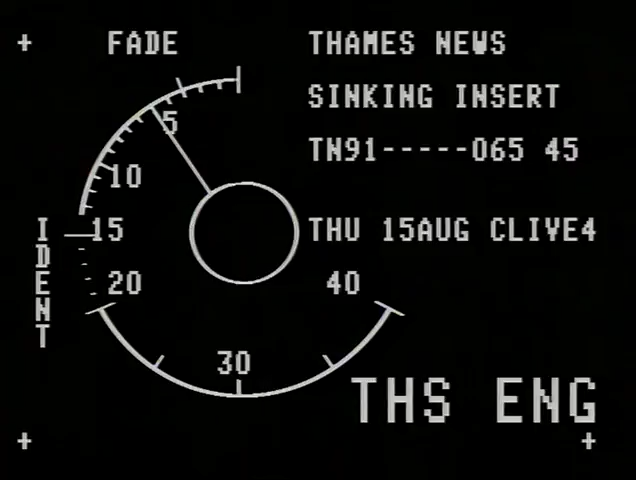 FADE
THAMES NEWS
SINKING INSERT
5
TN91-----065 45
10
IDENT
15
THU 15AUG CLIVE4
20
40
30
THS ENG